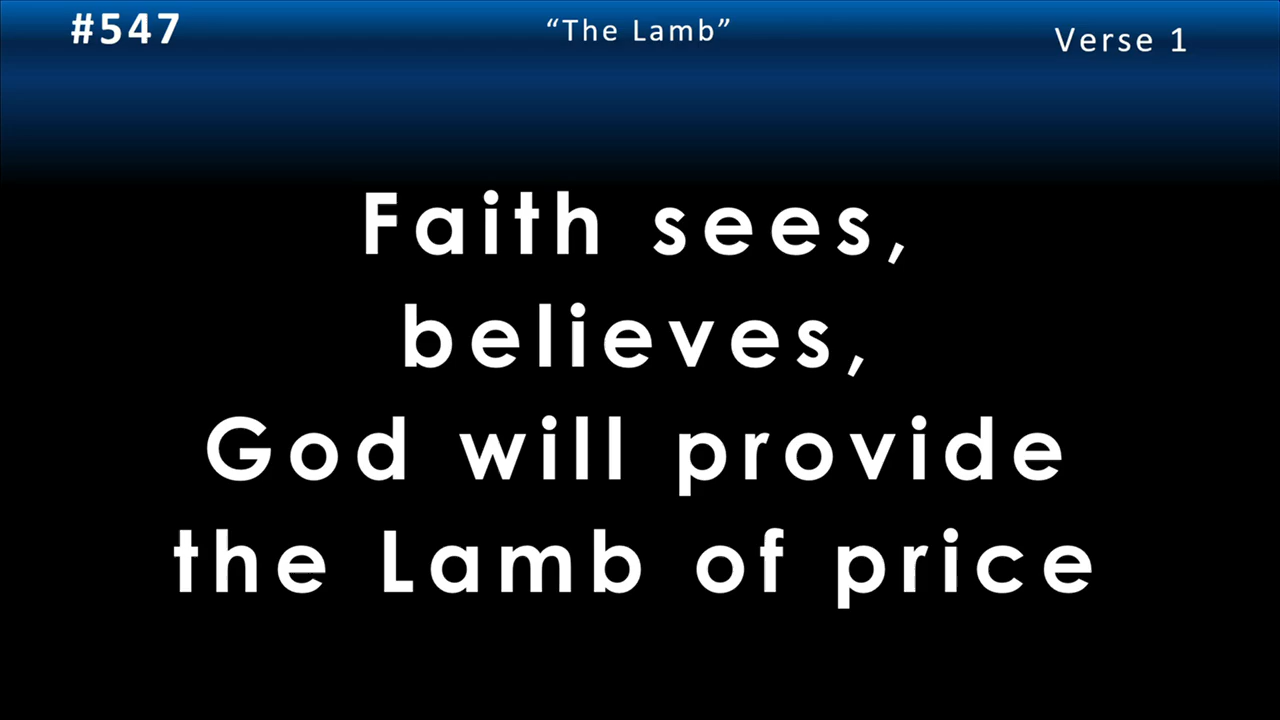 #547
“The Lamb”
Verse 1
Faith sees,
believes,
God will provide
the Lamb of price